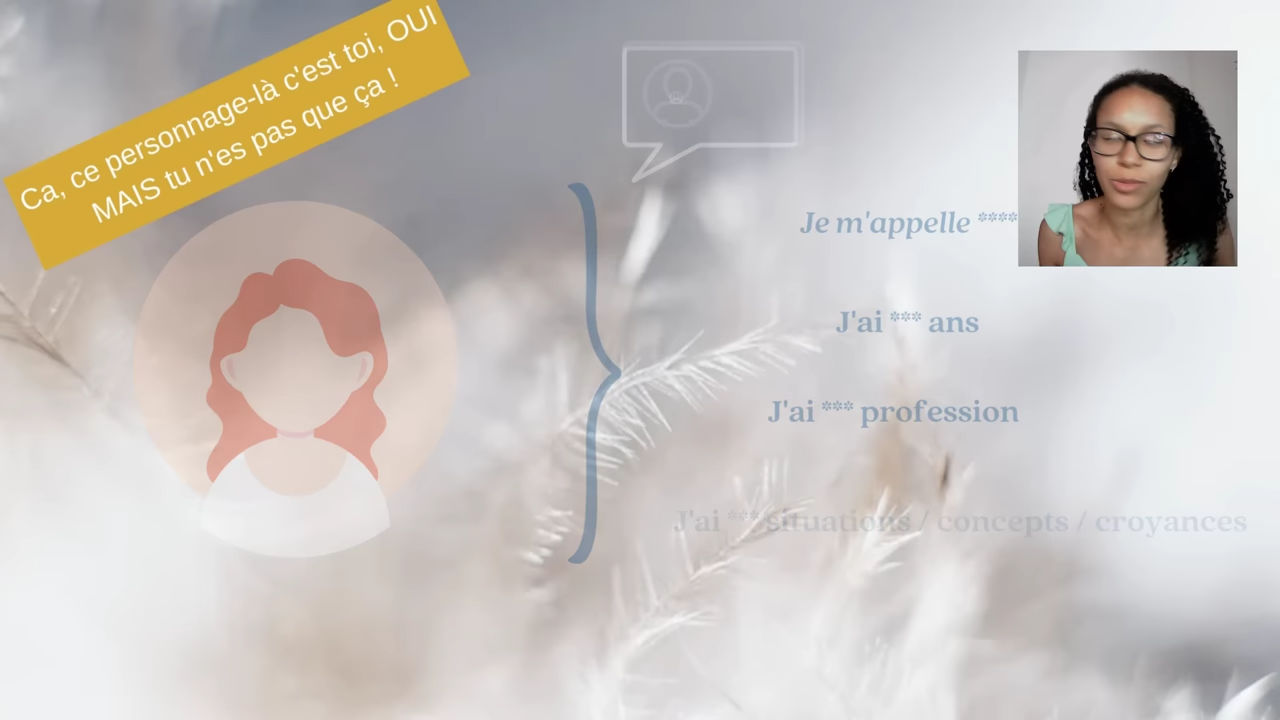 Ca, ce personnage-là c'est toi, OUI
MAIS tu n'es pas que ça !
Je m'appelle ****
J'ai *** ans
J'ai *** profession
J'ai *** situations / concepts / croyances